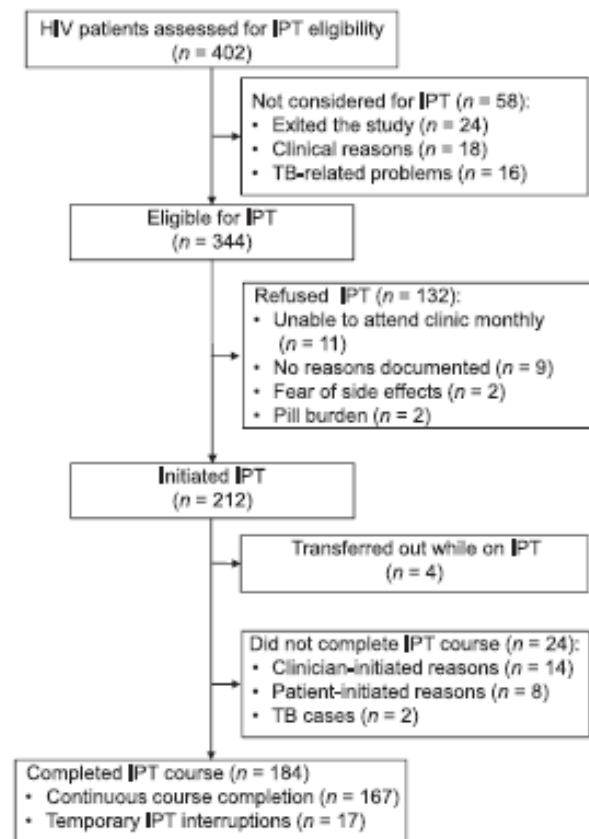 HIV patients assessed for IPT eligibility
(n = 402)
Not considered for IPT (n = 58):
• Exited the study (n = 24)
• Clinical reasons (n = 18)
• TB-related problems (n = 16)
Eligible for IPT
(n = 344)
Refused IPT (n = 132):
• Unable to attend clinic monthly
(n = 11)
• No reasons documented (n = 9)
• Fear of side effects (n = 2)
• Pill burden (n = 2)
Initiated IPT
(n = 212)
Transferred out while on IPT
(n = 4)
Did not complete IPT course (n = 24):
• Clinician-initiated reasons (n = 14)
• Patient-initiated reasons (n = 8)
• TB cases (n = 2)
Completed IPT course (n = 184)
• Continuous course completion (n = 167)
• Temporary IPT interruptions (n = 17)